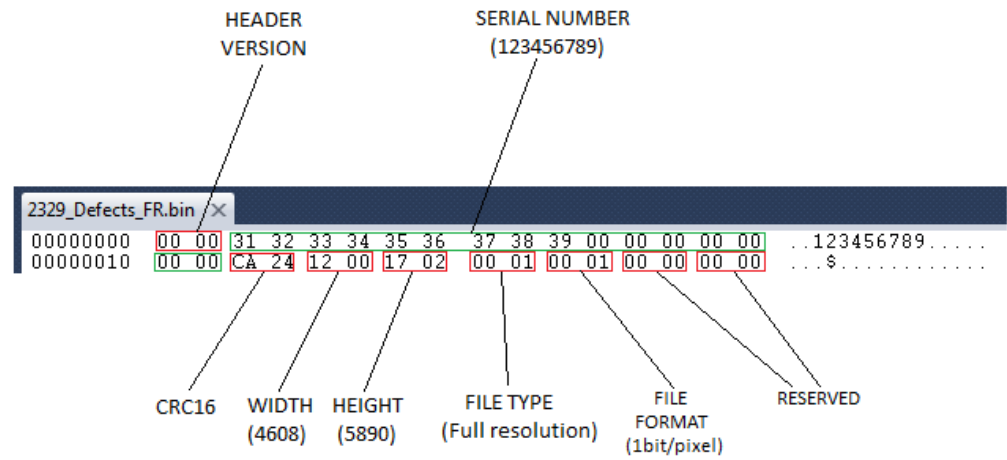 HEADER
VERSION
SERIAL NUMBER
(123456789)
2329_Defects_FR.bin
00000000 00 00 31 32 33 34 35 36 37 38 39 00 00 00 00 00 ..123456789.....
00000010 00 00 CA 24 12 00 17 02 00 01 00 01 00 00 00 00 ...$............
CRC16
WIDTH
(4608)
HEIGHT
(5890)
FILE TYPE
(Full resolution)
FILE
FORMAT
(1bit/pixel)
RESERVED